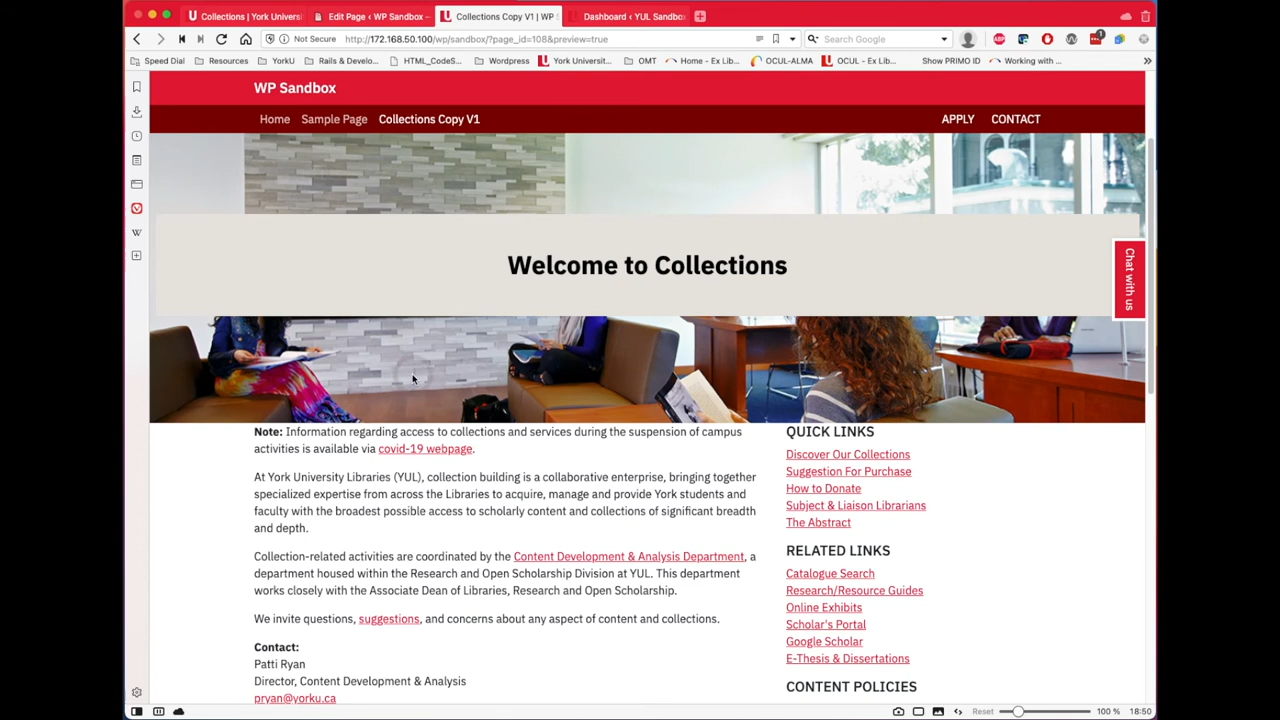 Collections | York Universi
Edit Page ‹ WP Sandbox –
Collections Copy V1 | WP S
Dashboard ‹ YUL Sandbox
Not Secure
http://172.168.50.100/wp/sandbox/?page_id=108&preview=true
Search Google
ABP
1
Speed Dial
Resources
YorkU
Rails & Develo...
HTML_CodeS...
Wordpress
York Universit...
OMT
Home - Ex Lib...
OCUL-ALMA
OCUL - Ex Lib...
Show PRIMO ID
Working with ...
WP Sandbox
Home
Sample Page
Collections Copy V1
APPLY
CONTACT
Welcome to Collections
Chat with us
Note: Information regarding access to collections and services during the suspension of campus
activities is available via covid-19 webpage.
At York University Libraries (YUL), collection building is a collaborative enterprise, bringing together
specialized expertise from across the Libraries to acquire, manage and provide York students and
faculty with the broadest possible access to scholarly content and collections of significant breadth
and depth.
Collection-related activities are coordinated by the Content Development & Analysis Department, a
department housed within the Research and Open Scholarship Division at YUL. This department
works closely with the Associate Dean of Libraries, Research and Open Scholarship.
We invite questions, suggestions, and concerns about any aspect of content and collections.
Contact:
Patti Ryan
Director, Content Development & Analysis
pryan@yorku.ca
QUICK LINKS
Discover Our Collections
Suggestion For Purchase
How to Donate
Subject & Liaison Librarians
The Abstract
RELATED LINKS
Catalogue Search
Research/Resource Guides
Online Exhibits
Scholar's Portal
Google Scholar
E-Thesis & Dissertations
CONTENT POLICIES
Reset
100 %
18:50